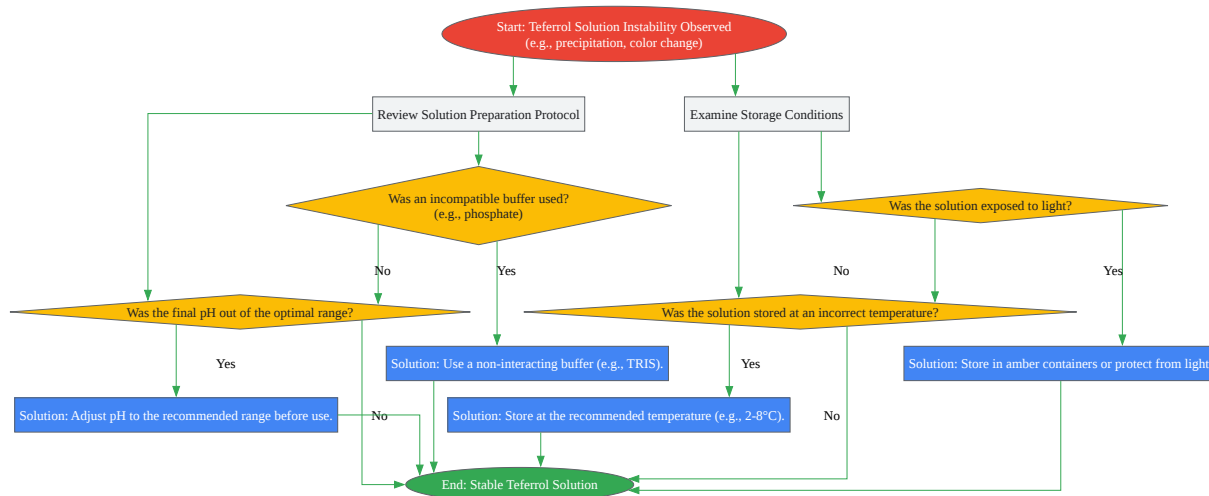 Start: Teferrol Solution Instability Observed
(e.g., precipitation, color change)
Review Solution Preparation Protocol
Examine Storage Conditions
Was an incompatible buffer used?
(e.g., phosphate)
Was the solution exposed to light?
No
Yes
No
Yes
Was the final pH out of the optimal range?
Was the solution stored at an incorrect temperature?
Yes
Solution: Use a non-interacting buffer (e.g., TRIS).
Yes
Solution: Store in amber containers or protect from light
Solution: Adjust pH to the recommended range before use.
No
Solution: Store at the recommended temperature (e.g., 2-8°C).
No
End: Stable Teferrol Solution